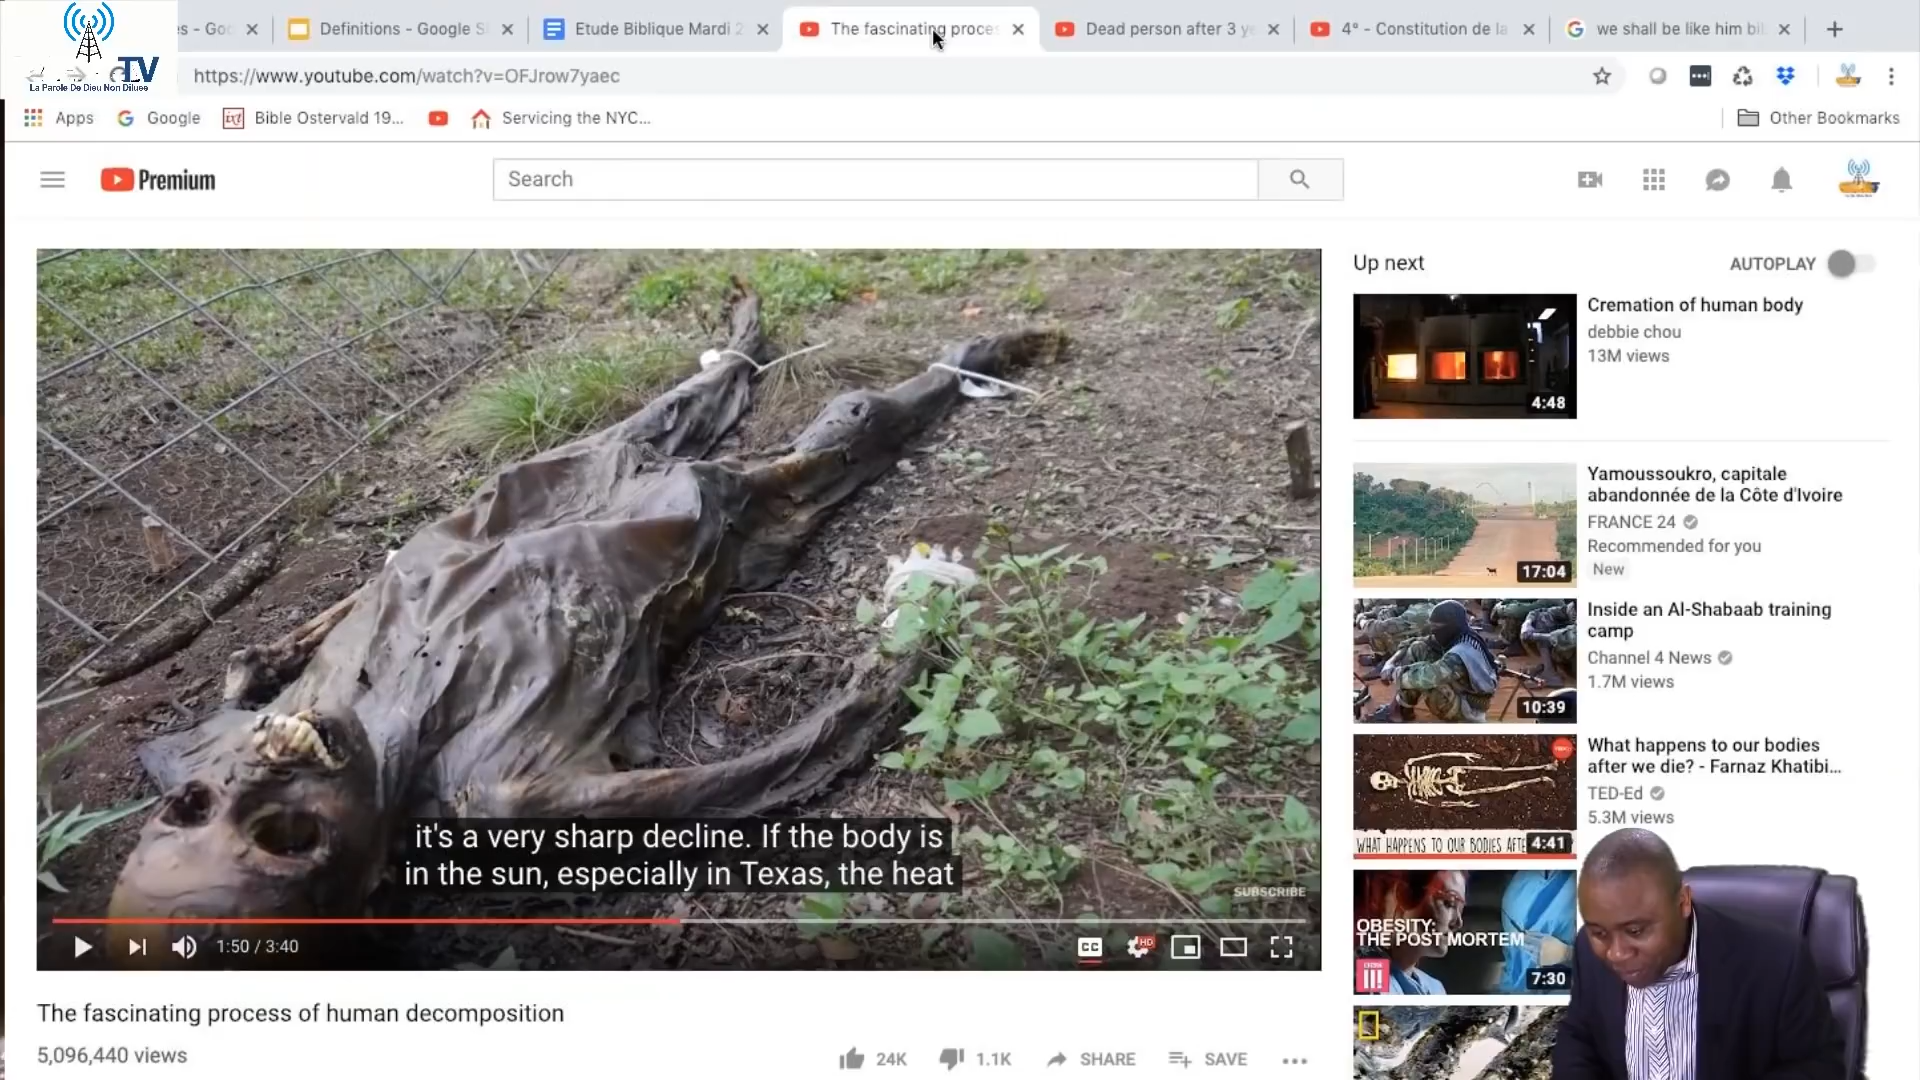 TV
La Parole De Dieu Non Diluee
Definitions - Google S
Etude Biblique Mardi 2
The fascinating proces
Dead person after 3 ye
4° - Constitution de la
we shall be like him bib
https://www.youtube.com/watch?v=OFJrow7yaec
Apps
Google
Bible Ostervald 19...
Servicing the NYC...
Other Bookmarks
Premium
Search
it's a very sharp decline. If the body is
in the sun, especially in Texas, the heat
SUBSCRIBE
1:50 / 3:40
CC
HD
The fascinating process of human decomposition
5,096,440 views
24K
1.1K
SHARE
SAVE
Up next
AUTOPLAY
Cremation of human body
debbie chou
13M views
4:48
Yamoussoukro, capitale
abandonnée de la Côte d'Ivoire
FRANCE 24
Recommended for you
New
17:04
Inside an Al-Shabaab training
camp
Channel 4 News
1.7M views
10:39
What happens to our bodies
after we die? - Farnaz Khatibi...
TED-Ed
5.3M views
WHAT HAPPENS TO OUR BODIES AFTE
4:41
OBESITY:
THE POST MORTEM
7:30